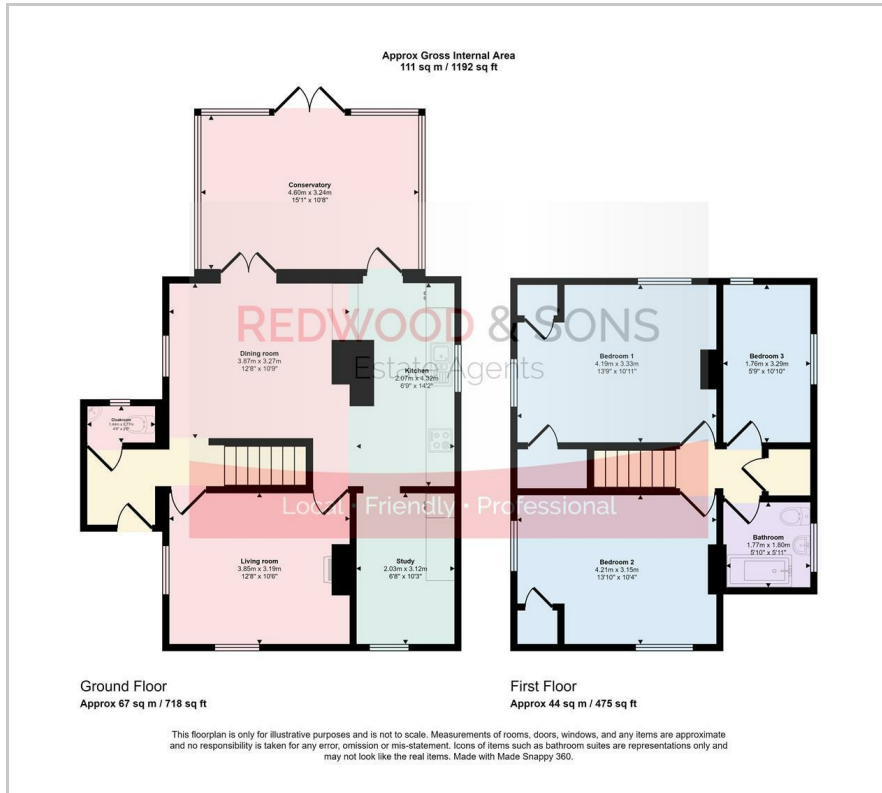 Approx Gross Internal Area
111 sq m / 1192 sq ft
Conservatory
4.60m x 3.24m
15'1" x 10'8"
REDWOOD & SONS
Estate Agents
Dining room
3.87m x 3.27m
12'8" x 10'9"
Kitchen
2.07m x 4.32m
6'9" x 14'2"
Bedroom 1
4.19m x 3.33m
13'9" x 10'11"
Bedroom 3
1.76m x 3.29m
5'9" x 10'10"
Cloakroom
Local • Friendly • Professional
Living room
3.85m x 3.19m
12'8" x 10'6"
Study
2.03m x 3.12m
6'8" x 10'3"
Bedroom 2
4.21m x 3.15m
13'10" x 10'4"
Bathroom
1.77m x 1.80m
5'10" x 5'11"
Ground Floor
Approx 67 sq m / 718 sq ft
First Floor
Approx 44 sq m / 475 sq ft
This floorplan is only for illustrative purposes and is not to scale. Measurements of rooms, doors, windows, and any items are approximate
and no responsibility is taken for any error, omission or mis-statement. Icons of items such as bathroom suites are representations only and
may not look like the real items. Made with Made Snappy 360.